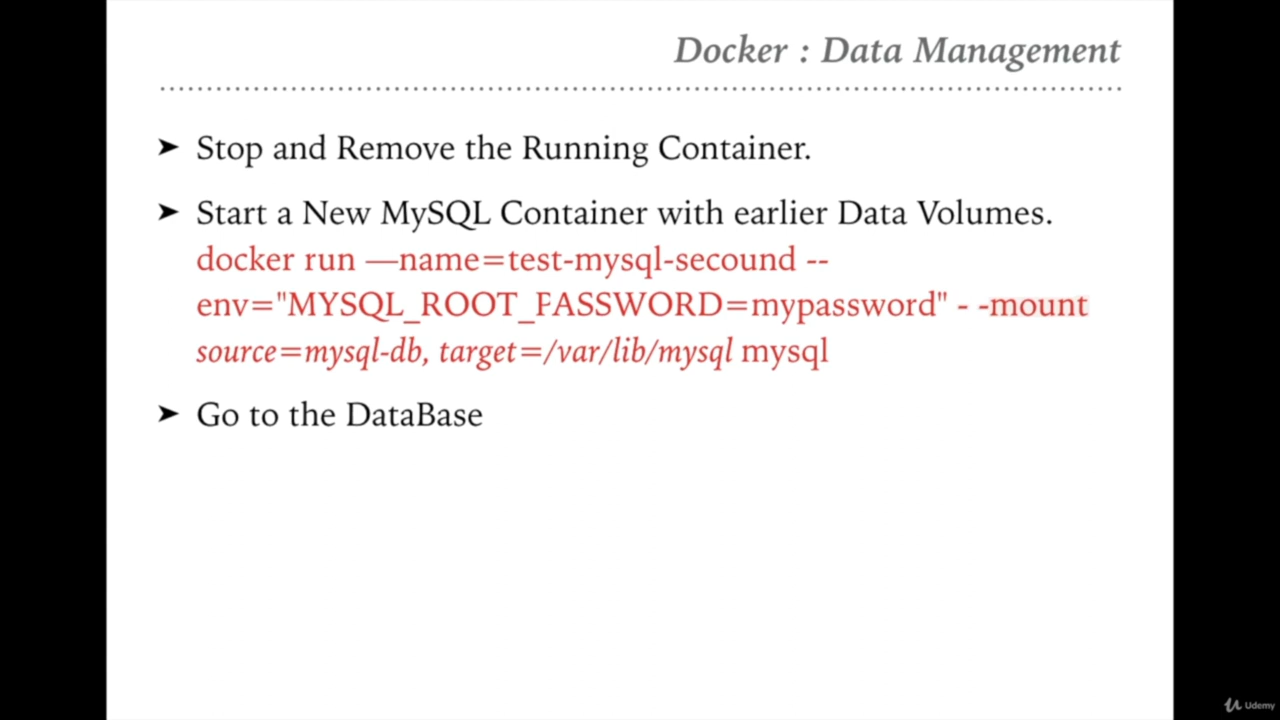 Docker : Data Management
➤ Stop and Remove the Running Container.
➤ Start a New MySQL Container with earlier Data Volumes.
docker run —name=test-mysql-secound --
env="MYSQL_ROOT_PASSWORD=mypassword" - -mount
source=mysql-db, target=/var/lib/mysql mysql
➤ Go to the DataBase
Udemy